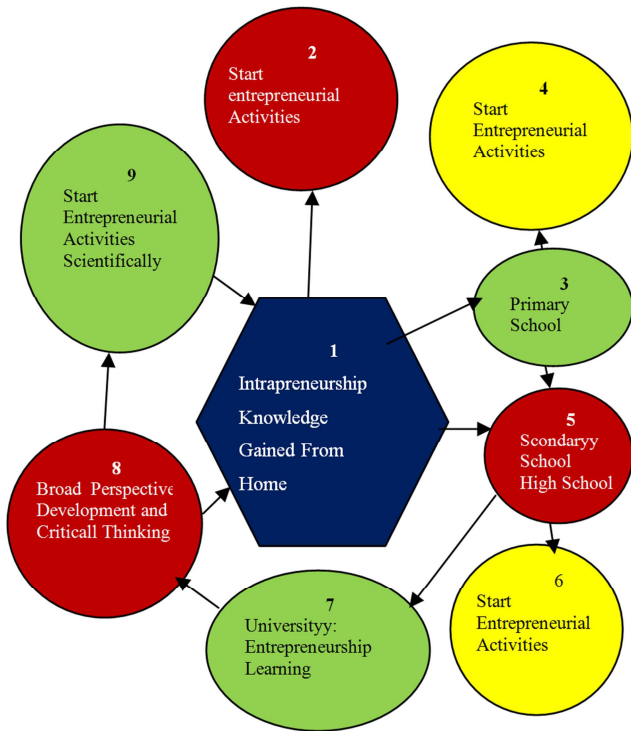 1
Intrapreneurship
Knowledge
Gained From
Home
2
Start
entrepreneurial
Activities
3
Primary
School
4
Start
Entrepreneurial
Activities
5
Scondaryy
School
High School
6
Start
Entrepreneurial
Activities
7
Universityy:
Entrepreneurship
Learning
8
Broad Perspective
Development and
Criticall Thinking
9
Start
Entrepreneurial
Activities
Scientifically